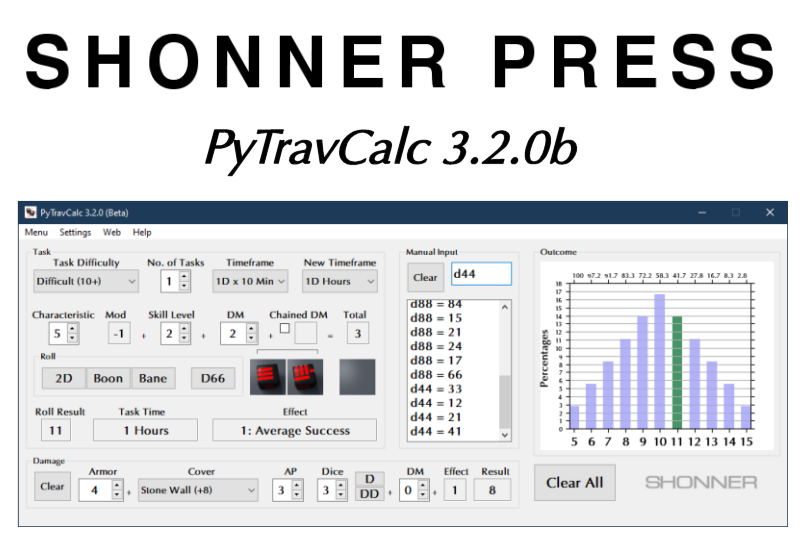 SHONNER PRESS
PyTravCalc 3.2.0b
PyTravCalc 3.2.0 (Beta)
Menu Settings Web Help
Task
Task Difficulty No. of Tasks Timeframe New Timeframe
Difficult (10+) 1 1D x 10 Min 1D Hours
Characteristic Mod Skill Level DM Chained DM Total
5 -1 + 2 + 2 + = 3
Roll
2D Boon Bane D66
Roll Result Task Time Effect
11 1 Hours 1: Average Success
Manual Input
Clear d44
d88 = 84
d88 = 15
d88 = 21
d88 = 24
d88 = 17
d88 = 66
d44 = 33
d44 = 12
d44 = 21
d44 = 41
Outcome
100 97.2 91.7 83.3 72.2 58.3 41.7 27.8 16.7 8.3 2.8
Percentages
18
17
16
15
14
13
12
11
10
9
8
7
6
5
4
3
2
1
0
5 6 7 8 9 10 11 12 13 14 15
Damage
Armor Cover AP Dice DM Effect Result
Clear 4 + Stone Wall (+8) 3 3 D DD + 0 + 1 8
Clear All SHONNER